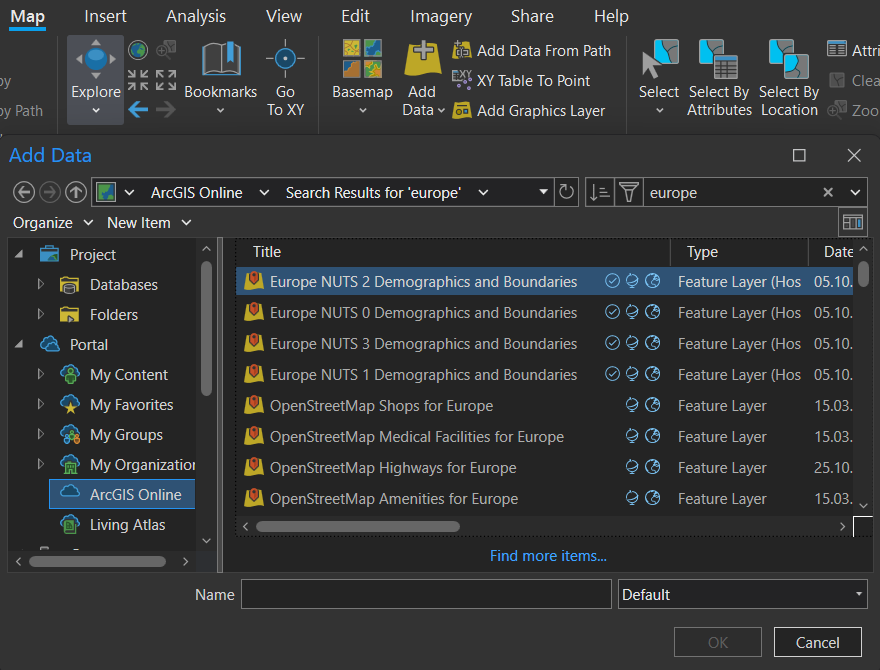 Map Insert Analysis View Edit Imagery Share Help
Explore
Bookmarks
Go
To XY
Basemap
Add
Data
Add Data From Path
XY Table To Point
Add Graphics Layer
Select
Select By
Attributes
Select By
Location
Attri
Clea
Zoo
by
by Path
Add Data
ArcGIS Online Search Results for 'europe' europe
Organize New Item
Project
Databases
Folders
Portal
My Content
My Favorites
My Groups
My Organization
ArcGIS Online
Living Atlas
Title Type Date
Europe NUTS 2 Demographics and Boundaries Feature Layer (Hos 05.10.
Europe NUTS 0 Demographics and Boundaries Feature Layer (Hos 05.10.
Europe NUTS 3 Demographics and Boundaries Feature Layer (Hos 05.10.
Europe NUTS 1 Demographics and Boundaries Feature Layer (Hos 05.10.
OpenStreetMap Shops for Europe Feature Layer 15.03.
OpenStreetMap Medical Facilities for Europe Feature Layer 15.03.
OpenStreetMap Highways for Europe Feature Layer 25.10.
OpenStreetMap Amenities for Europe Feature Layer 15.03.
Find more items...
Name Default
OK Cancel